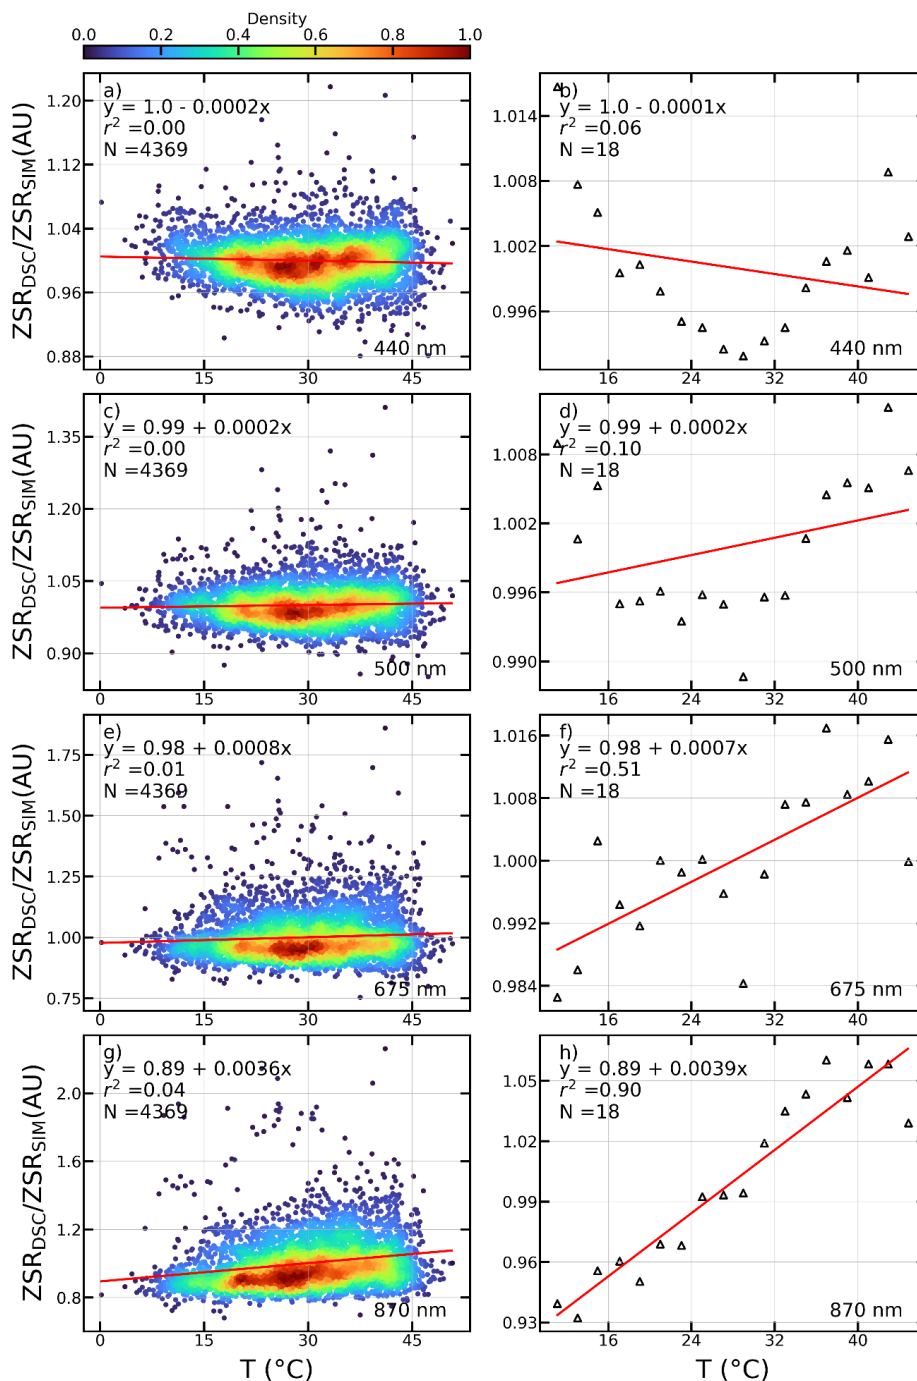 Density
0.0 0.2 0.4 0.6 0.8 1.0
a)
y = 1.0 - 0.0002x
r² =0.00
N =4369
1.20
1.12
1.04
0.96
0.88
ZSR_DSC/ZSR_SIM(AU)
440 nm
0 15 30 45
b)
y = 1.0 - 0.0001x
r² =0.06
N =18
1.014
1.008
1.002
0.996
440 nm
16 24 32 40
c)
y = 0.99 + 0.0002x
r² =0.00
N =4369
1.35
1.20
1.05
0.90
ZSR_DSC/ZSR_SIM(AU)
500 nm
0 15 30 45
d)
y = 0.99 + 0.0002x
r² =0.10
N =18
1.008
1.002
0.996
0.990
500 nm
16 24 32 40
e)
y = 0.98 + 0.0008x
r² =0.01
N =4369
1.75
1.50
1.25
1.00
0.75
ZSR_DSC/ZSR_SIM(AU)
675 nm
0 15 30 45
f)
y = 0.98 + 0.0007x
r² =0.51
N =18
1.016
1.008
1.000
0.992
0.984
675 nm
16 24 32 40
g)
y = 0.89 + 0.0036x
r² =0.04
N =4369
2.0
1.6
1.2
0.8
ZSR_DSC/ZSR_SIM(AU)
870 nm
0 15 30 45
T (°C)
h)
y = 0.89 + 0.0039x
r² =0.90
N =18
1.05
1.02
0.99
0.96
0.93
870 nm
16 24 32 40
T (°C)